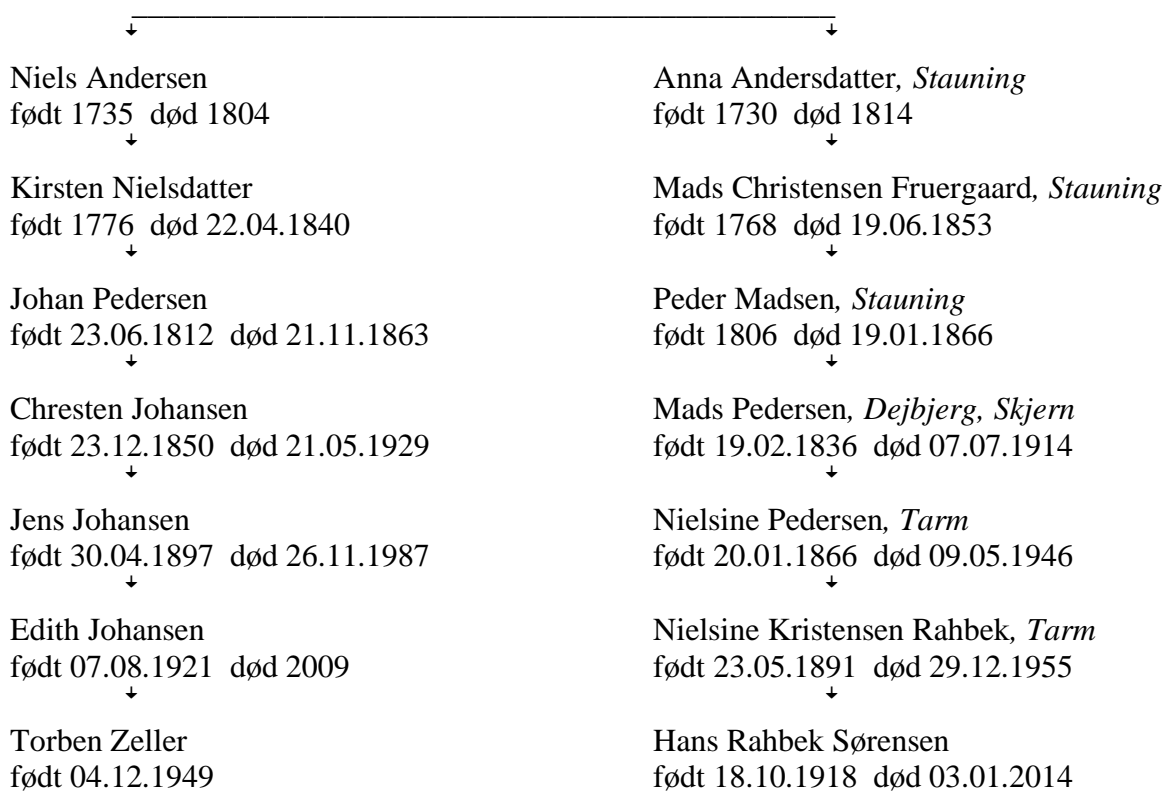 Niels Andersen Anna Andersdatter, Stauning
født 1735 død 1804 født 1730 død 1814
Kirsten Nielsdatter Mads Christensen Fruergaard, Stauning
født 1776 død 22.04.1840 født 1768 død 19.06.1853
Johan Pedersen Peder Madsen, Stauning
født 23.06.1812 død 21.11.1863 født 1806 død 19.01.1866
Chresten Johansen Mads Pedersen, Dejbjerg, Skjern
født 23.12.1850 død 21.05.1929 født 19.02.1836 død 07.07.1914
Jens Johansen Nielsine Pedersen, Tarm
født 30.04.1897 død 26.11.1987 født 20.01.1866 død 09.05.1946
Edith Johansen Nielsine Kristensen Rahbek, Tarm
født 07.08.1921 død 2009 født 23.05.1891 død 29.12.1955
Torben Zeller Hans Rahbek Sørensen
født 04.12.1949 født 18.10.1918 død 03.01.2014